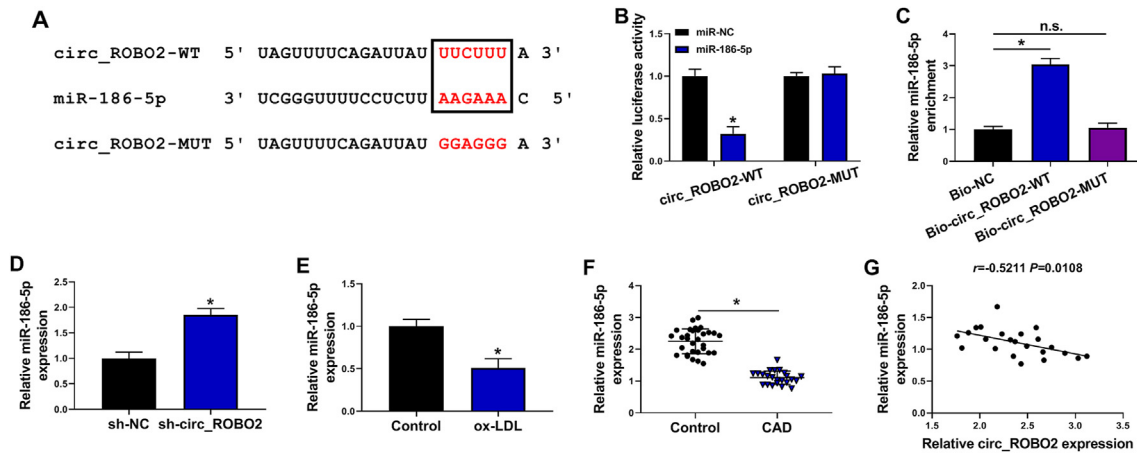 A
circ_ROBO2-WT 5' UAGUUUUCAGAUUAU UUCUUU A 3'
miR-186-5p 3' UCGGGUUUUCCUCUU AAGAAA C 5'
circ_ROBO2-MUT 5' UAGUUUUCAGAUUAU GGAGGG A 3'
B
Relative luciferase activity
1.5
1.0
0.5
0.0
miR-NC
miR-186-5p
*
circ_ROBO2-WT
circ_ROBO2-MUT
C
Relative miR-186-5p
enrichment
4
3
2
1
0
n.s.
*
Bio-NC
Bio-circ_ROBO2-WT
Bio-circ_ROBO2-MUT
D
Relative miR-186-5p
expression
2.5
2.0
1.5
1.0
0.5
0.0
*
sh-NC sh-circ_ROBO2
E
Relative miR-186-5p
expression
1.5
1.0
0.5
0.0
*
Control ox-LDL
F
Relative miR-186-5p
expression
4
3
2
1
0
*
Control CAD
G
r=-0.5211 P=0.0108
Relative miR-186-5p
expression
2.0
1.5
1.0
0.5
0.0
1.5 2.0 2.5 3.0 3.5
Relative circ_ROBO2 expression